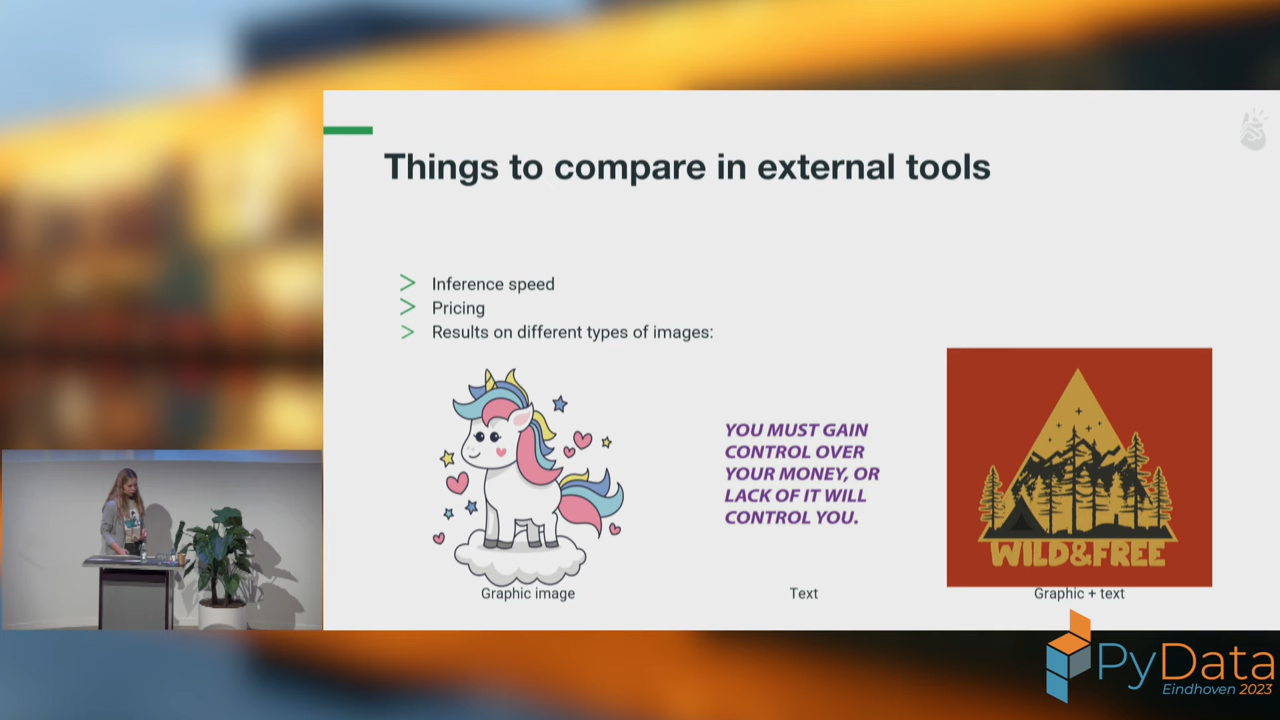 Things to compare in external tools
> Inference speed
> Pricing
> Results on different types of images:
YOU MUST GAIN
CONTROL OVER
YOUR MONEY, OR
LACK OF IT WILL
CONTROL YOU.
WILD&FREE
Graphic image
Text
Graphic + text
PyData
Eindhoven 2023